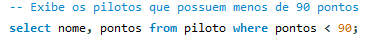 -- Exibe os pilotos que possuem menos de 90 pontos
select nome, pontos from piloto where pontos < 90;